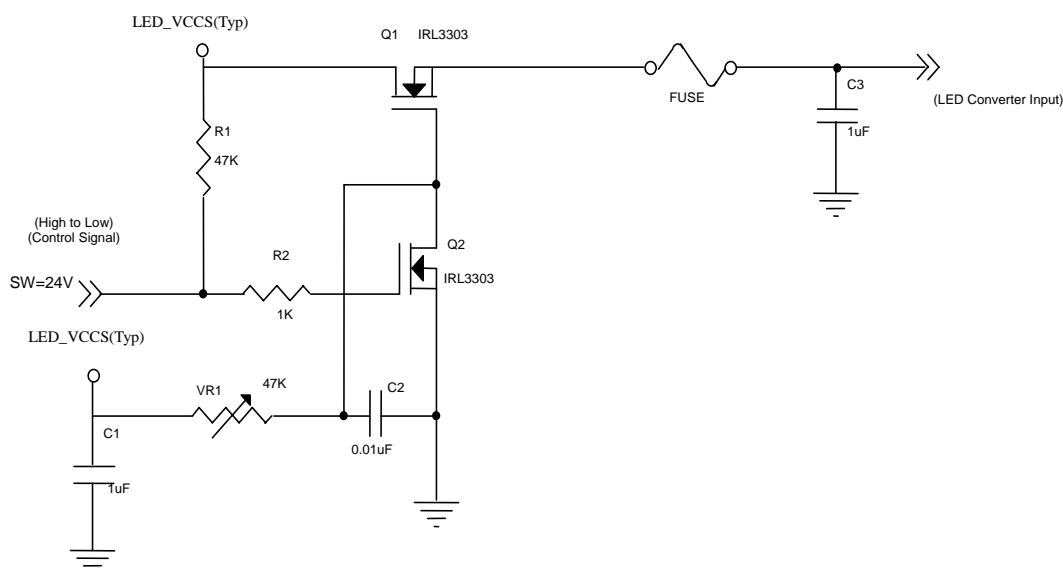 LED_VCCS(Typ)
Q1 IRL3303
FUSE
C3
(LED Converter Input)
1uF
R1
47K
(High to Low)
(Control Signal)
SW=24V
R2
1K
Q2
IRL3303
LED_VCCS(Typ)
VR1 47K
C2
0.01uF
C1
1uF